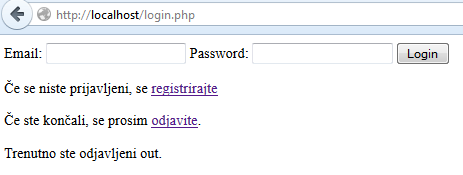 http://localhost/login.php
Email: Password: Login
Če se niste prijavljeni, se registrirajte
Če ste končali, se prosim odjavite.
Trenutno ste odjavljeni out.